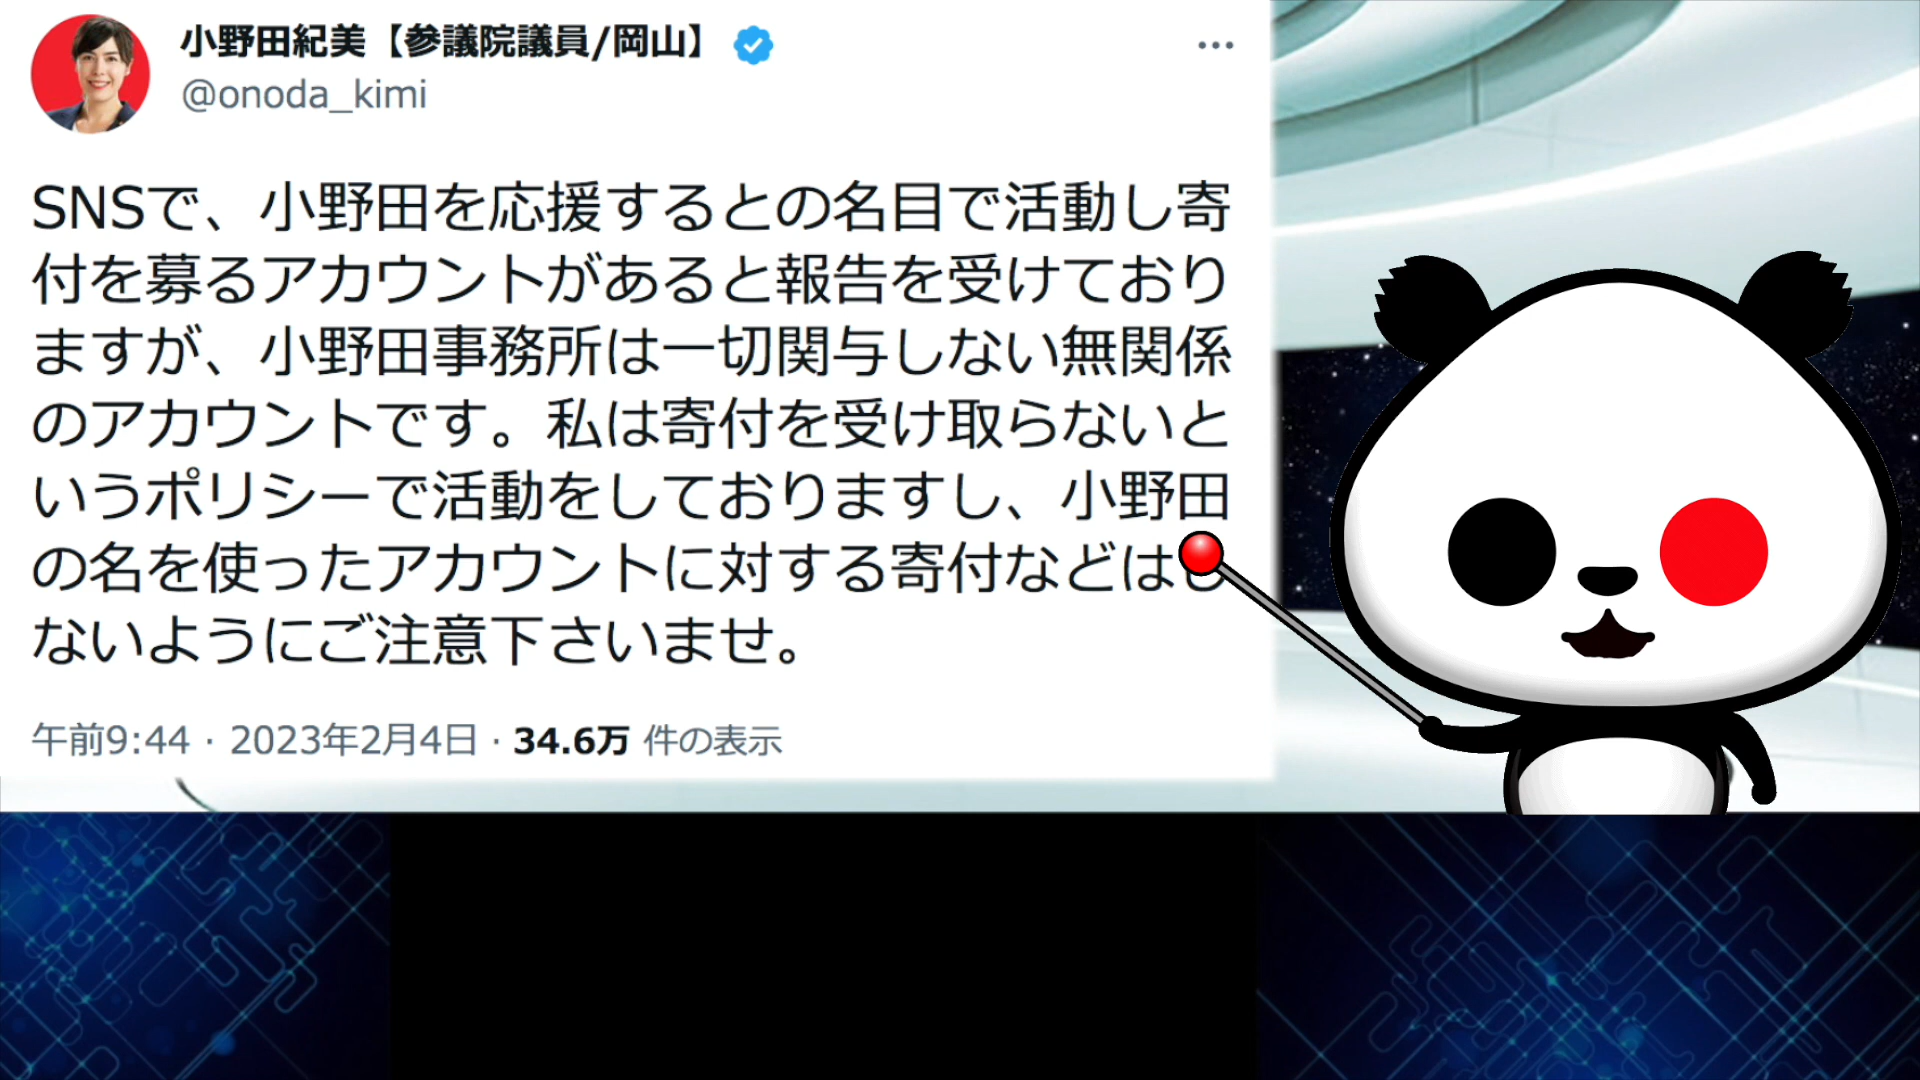 小野田紀美【参議院議員/岡山】
@onoda_kimi
SNSで、小野田を応援するとの名目で活動し寄
付を募るアカウントがあると報告を受けており
ますが、小野田事務所は一切関与しない無関係
のアカウントです。私は寄付を受け取らないと
いうポリシーで活動をしておりますし、小野田
の名を使ったアカウントに対する寄付などはし
ないようにご注意下さいませ。
午前9:44 · 2023年2月4日 · 34.6万 件の表示